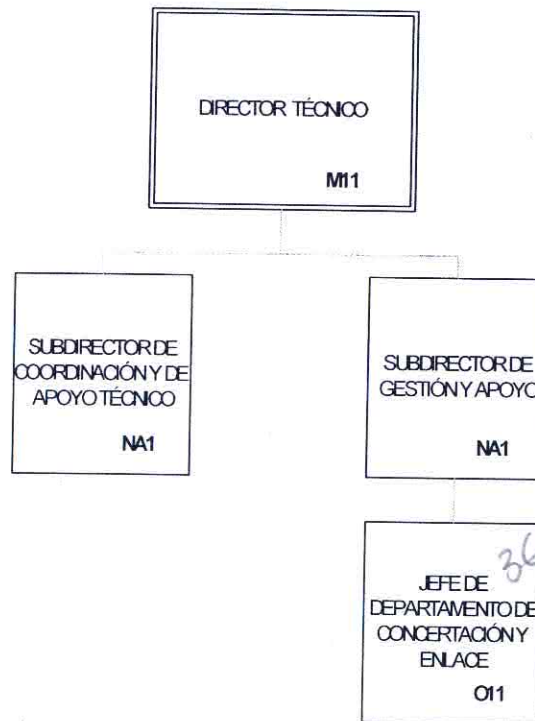 DIRECTOR TÉCNICO
M11
SUBDIRECTOR DE
COORDINACIÓN Y DE
APOYO TÉCNICO
NA1
SUBDIRECTOR DE
GESTIÓN Y APOYO
NA1
36
JEFE DE
DEPARTAMENTO DE
CONCERTACIÓN Y
ENLACE
O11